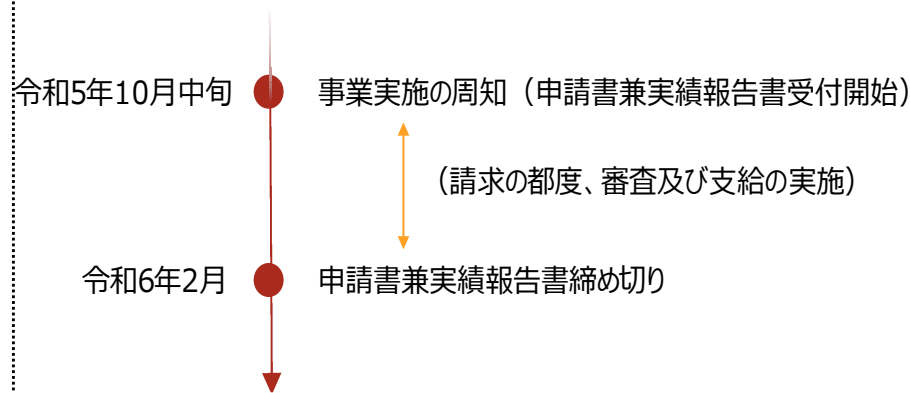 令和5年10月中旬 事業実施の周知（申請書兼実績報告書受付開始）
（請求の都度、審査及び支給の実施）
令和6年2月 申請書兼実績報告書締め切り